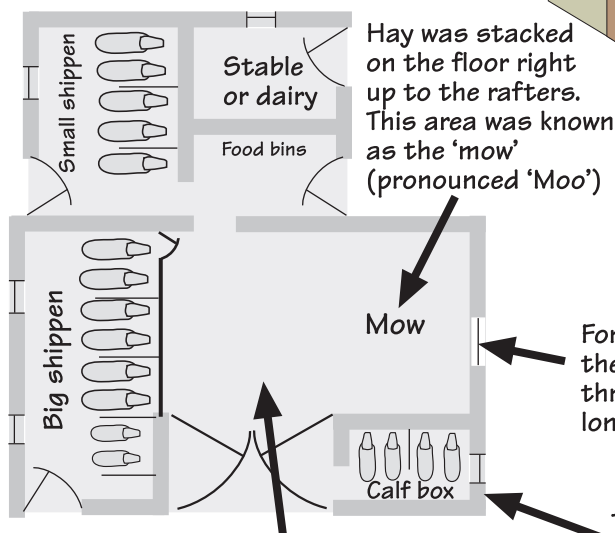 Small shippen
Stable
or dairy
Food bins
Hay was stacked
on the floor right
up to the rafters.
This area was known
as the ‘mow’
(pronounced ‘Moo’)
Big shippen
Mow
Calf box